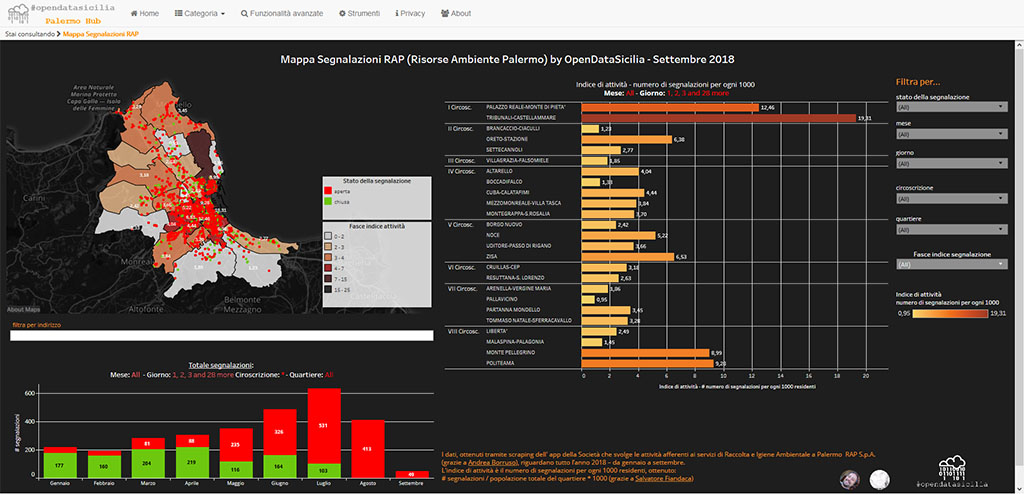 #opendatasicilia
Palermo Hub
Home
Categoria
Funzionalità avanzate
Strumenti
Privacy
About
Stai consultando > Mappa Segnalazioni RAP
Mappa Segnalazioni RAP (Risorse Ambiente Palermo) by OpenDataSicilia - Settembre 2018
Area Naturale
Marina Protetta
Capo Gallo — Isola
delle Femmine
Carini
Monreale
Altofonte
Belmonte
Mezzagno
About Maps
Stato della segnalazione
aperta
chiusa
Fasce indice attività
0 - 2
2 - 3
3 - 4
4 - 7
7 - 15
15 - 25
filtra per indirizzo
Totale segnalazioni:
Mese: All - Giorno: 1, 2, 3 and 28 more Ciroscrizione: * - Quartiere: All
# segnalazioni
600
400
200
0
177
160
81
204
88
219
235
116
326
164
531
103
413
46
Gennaio
Febbraio
Marzo
Aprile
Maggio
Giugno
Luglio
Agosto
Settembre
Indice di attività - numero di segnalazioni per ogni 1000
Mese: All - Giorno: 1, 2, 3 and 28 more
I Circosc.
PALAZZO REALE-MONTE DI PIETA' 12,46
TRIBUNALI-CASTELLAMMARE 19,31
II Circosc.
BRANCACCIO-CIACULLI 1,23
ORETO-STAZIONE 6,38
SETTECANNOLI 2,77
III Circosc.
VILLAGRAZIA-FALSOMIELE 1,85
IV Circosc.
ALTARELLO 4,04
BOCCADIFALCO 1,33
CUBA-CALATAFIMI 4,44
MEZZOMONREALE-VILLA TASCA 3,84
MONTEGRAPPA-S.ROSALIA 3,70
V Circosc.
BORGO NUOVO 2,42
NOCE 5,22
UDITORE-PASSO DI RIGANO 3,66
ZISA 6,53
VI Circosc.
CRUILLAS-CEP 3,18
RESUTTANA-S. LORENZO 2,63
VII Circosc.
ARENELLA-VERGINE MARIA 1,86
PALLAVICINO 0,95
PARTANNA MONDELLO 3,45
TOMMASO NATALE-SFERRACAVALLO 3,28
VIII Circosc.
LIBERTA' 2,49
MALASPINA-PALAGONIA 1,45
MONTE PELLEGRINO 8,99
POLITEAMA 9,28
0 2 4 6 8 10 12 14 16 18 20
Indice di attività - # numero di segnalazioni per ogni 1000 residenti
I dati, ottenuti tramite scraping dell' app della Società che svolge le attività afferenti ai servizi di Raccolta e Igiene Ambientale a Palermo RAP S.p.A.
(grazie a Andrea Borruso), riguardano tutto l'anno 2018 – da gennaio a settembre.
L'indice di attività è il numero di segnalazioni per ogni 1000 residenti, ottenuto:
# segnalazioni / popolazione totale del quartiere * 1000 (grazie a Salvatore Fiandaca)
Filtra per...
stato della segnalazione
(All)
mese
(All)
giorno
(All)
circoscrizione
(All)
quartiere
(All)
Fasce indice segnalazione
(All)
Indice di attività
numero di segnalazioni per ogni 1000
0,95 19,31
#opendatasicilia